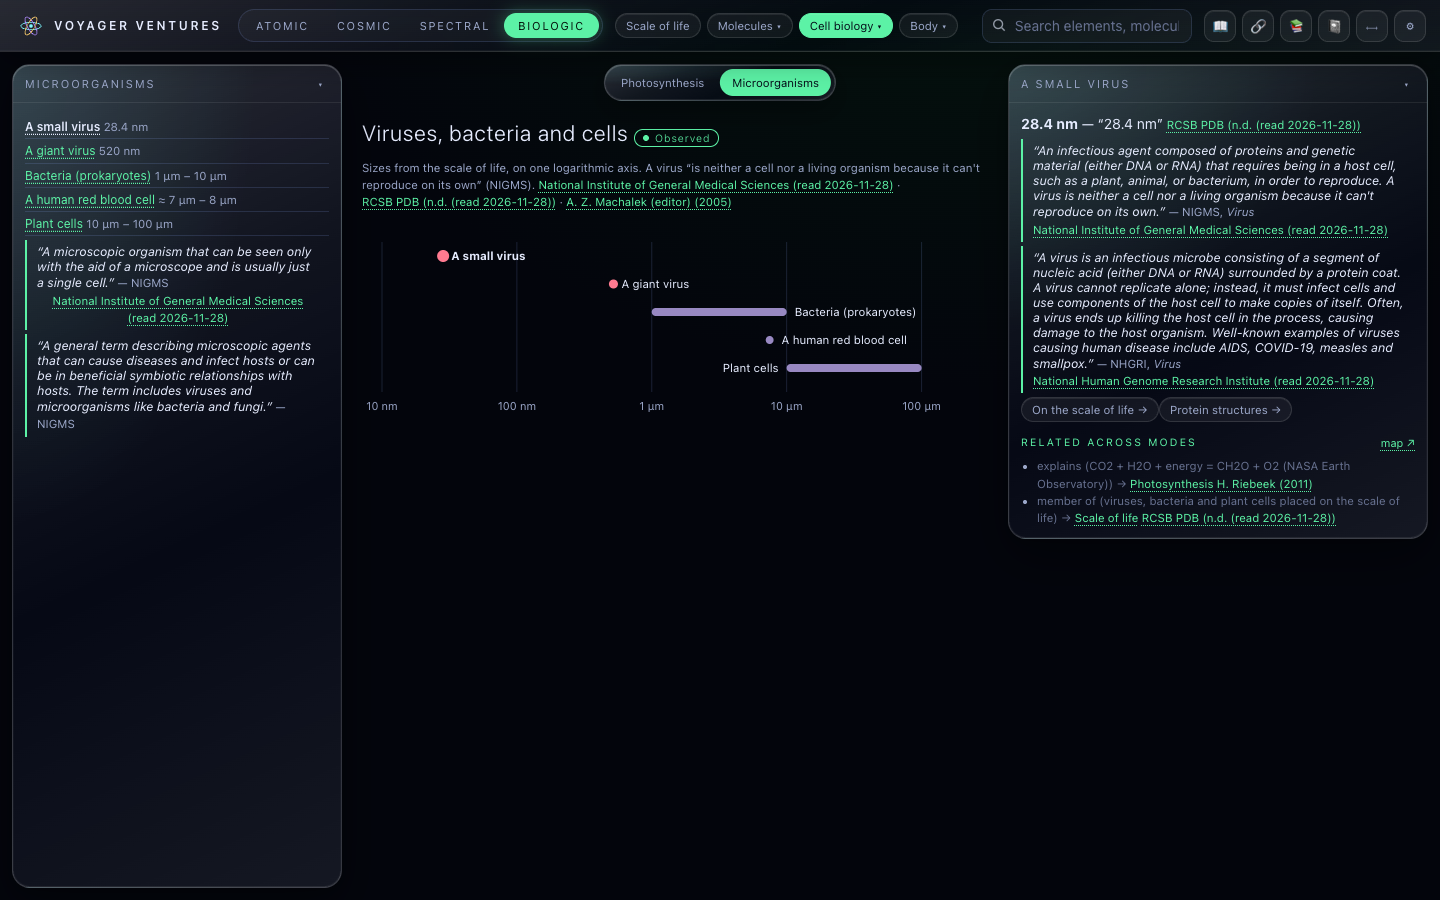 VOYAGER VENTURES
ATOMIC COSMIC SPECTRAL BIOLOGIC
Scale of life Molecules ▾ Cell biology ▾ Body ▾
Search elements, molecul
MICROORGANISMS ▾
A small virus 28.4 nm
A giant virus 520 nm
Bacteria (prokaryotes) 1 µm – 10 µm
A human red blood cell ≈ 7 µm – 8 µm
Plant cells 10 µm – 100 µm
“A microscopic organism that can be seen only
with the aid of a microscope and is usually just
a single cell.” — NIGMS
National Institute of General Medical Sciences
(read 2026-11-28)
“A general term describing microscopic agents
that can cause diseases and infect hosts or can
be in beneficial symbiotic relationships with
hosts. The term includes viruses and
microorganisms like bacteria and fungi.” —
NIGMS
Photosynthesis Microorganisms
Viruses, bacteria and cells Observed
Sizes from the scale of life, on one logarithmic axis. A virus “is neither a cell nor a living organism because it can't
reproduce on its own” (NIGMS). National Institute of General Medical Sciences (read 2026-11-28) ·
RCSB PDB (n.d. (read 2026-11-28)) · A. Z. Machalek (editor) (2005)
A small virus
A giant virus
Bacteria (prokaryotes)
A human red blood cell
Plant cells
10 nm 100 nm 1 µm 10 µm 100 µm
A SMALL VIRUS ▾
28.4 nm — “28.4 nm” RCSB PDB (n.d. (read 2026-11-28))
“An infectious agent composed of proteins and genetic
material (either DNA or RNA) that requires being in a host cell,
such as a plant, animal, or bacterium, in order to reproduce. A
virus is neither a cell nor a living organism because it can't
reproduce on its own.” — NIGMS, Virus
National Institute of General Medical Sciences (read 2026-11-28)
“A virus is an infectious microbe consisting of a segment of
nucleic acid (either DNA or RNA) surrounded by a protein coat.
A virus cannot replicate alone; instead, it must infect cells and
use components of the host cell to make copies of itself. Often,
a virus ends up killing the host cell in the process, causing
damage to the host organism. Well-known examples of viruses
causing human disease include AIDS, COVID-19, measles and
smallpox.” — NHGRI, Virus
National Human Genome Research Institute (read 2026-11-28)
On the scale of life → Protein structures →
RELATED ACROSS MODES map ↗
• explains (CO2 + H2O + energy = CH2O + O2 (NASA Earth
Observatory)) → Photosynthesis H. Riebeek (2011)
• member of (viruses, bacteria and plant cells placed on the scale of
life) → Scale of life RCSB PDB (n.d. (read 2026-11-28))